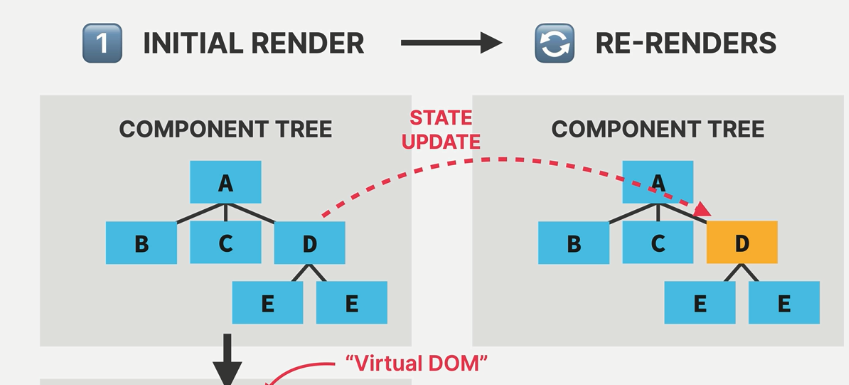 1 INITIAL RENDER
RE-RENDERS
COMPONENT TREE
STATE
UPDATE
COMPONENT TREE
A
B C D
E E
A
B C D
E E
“Virtual DOM”